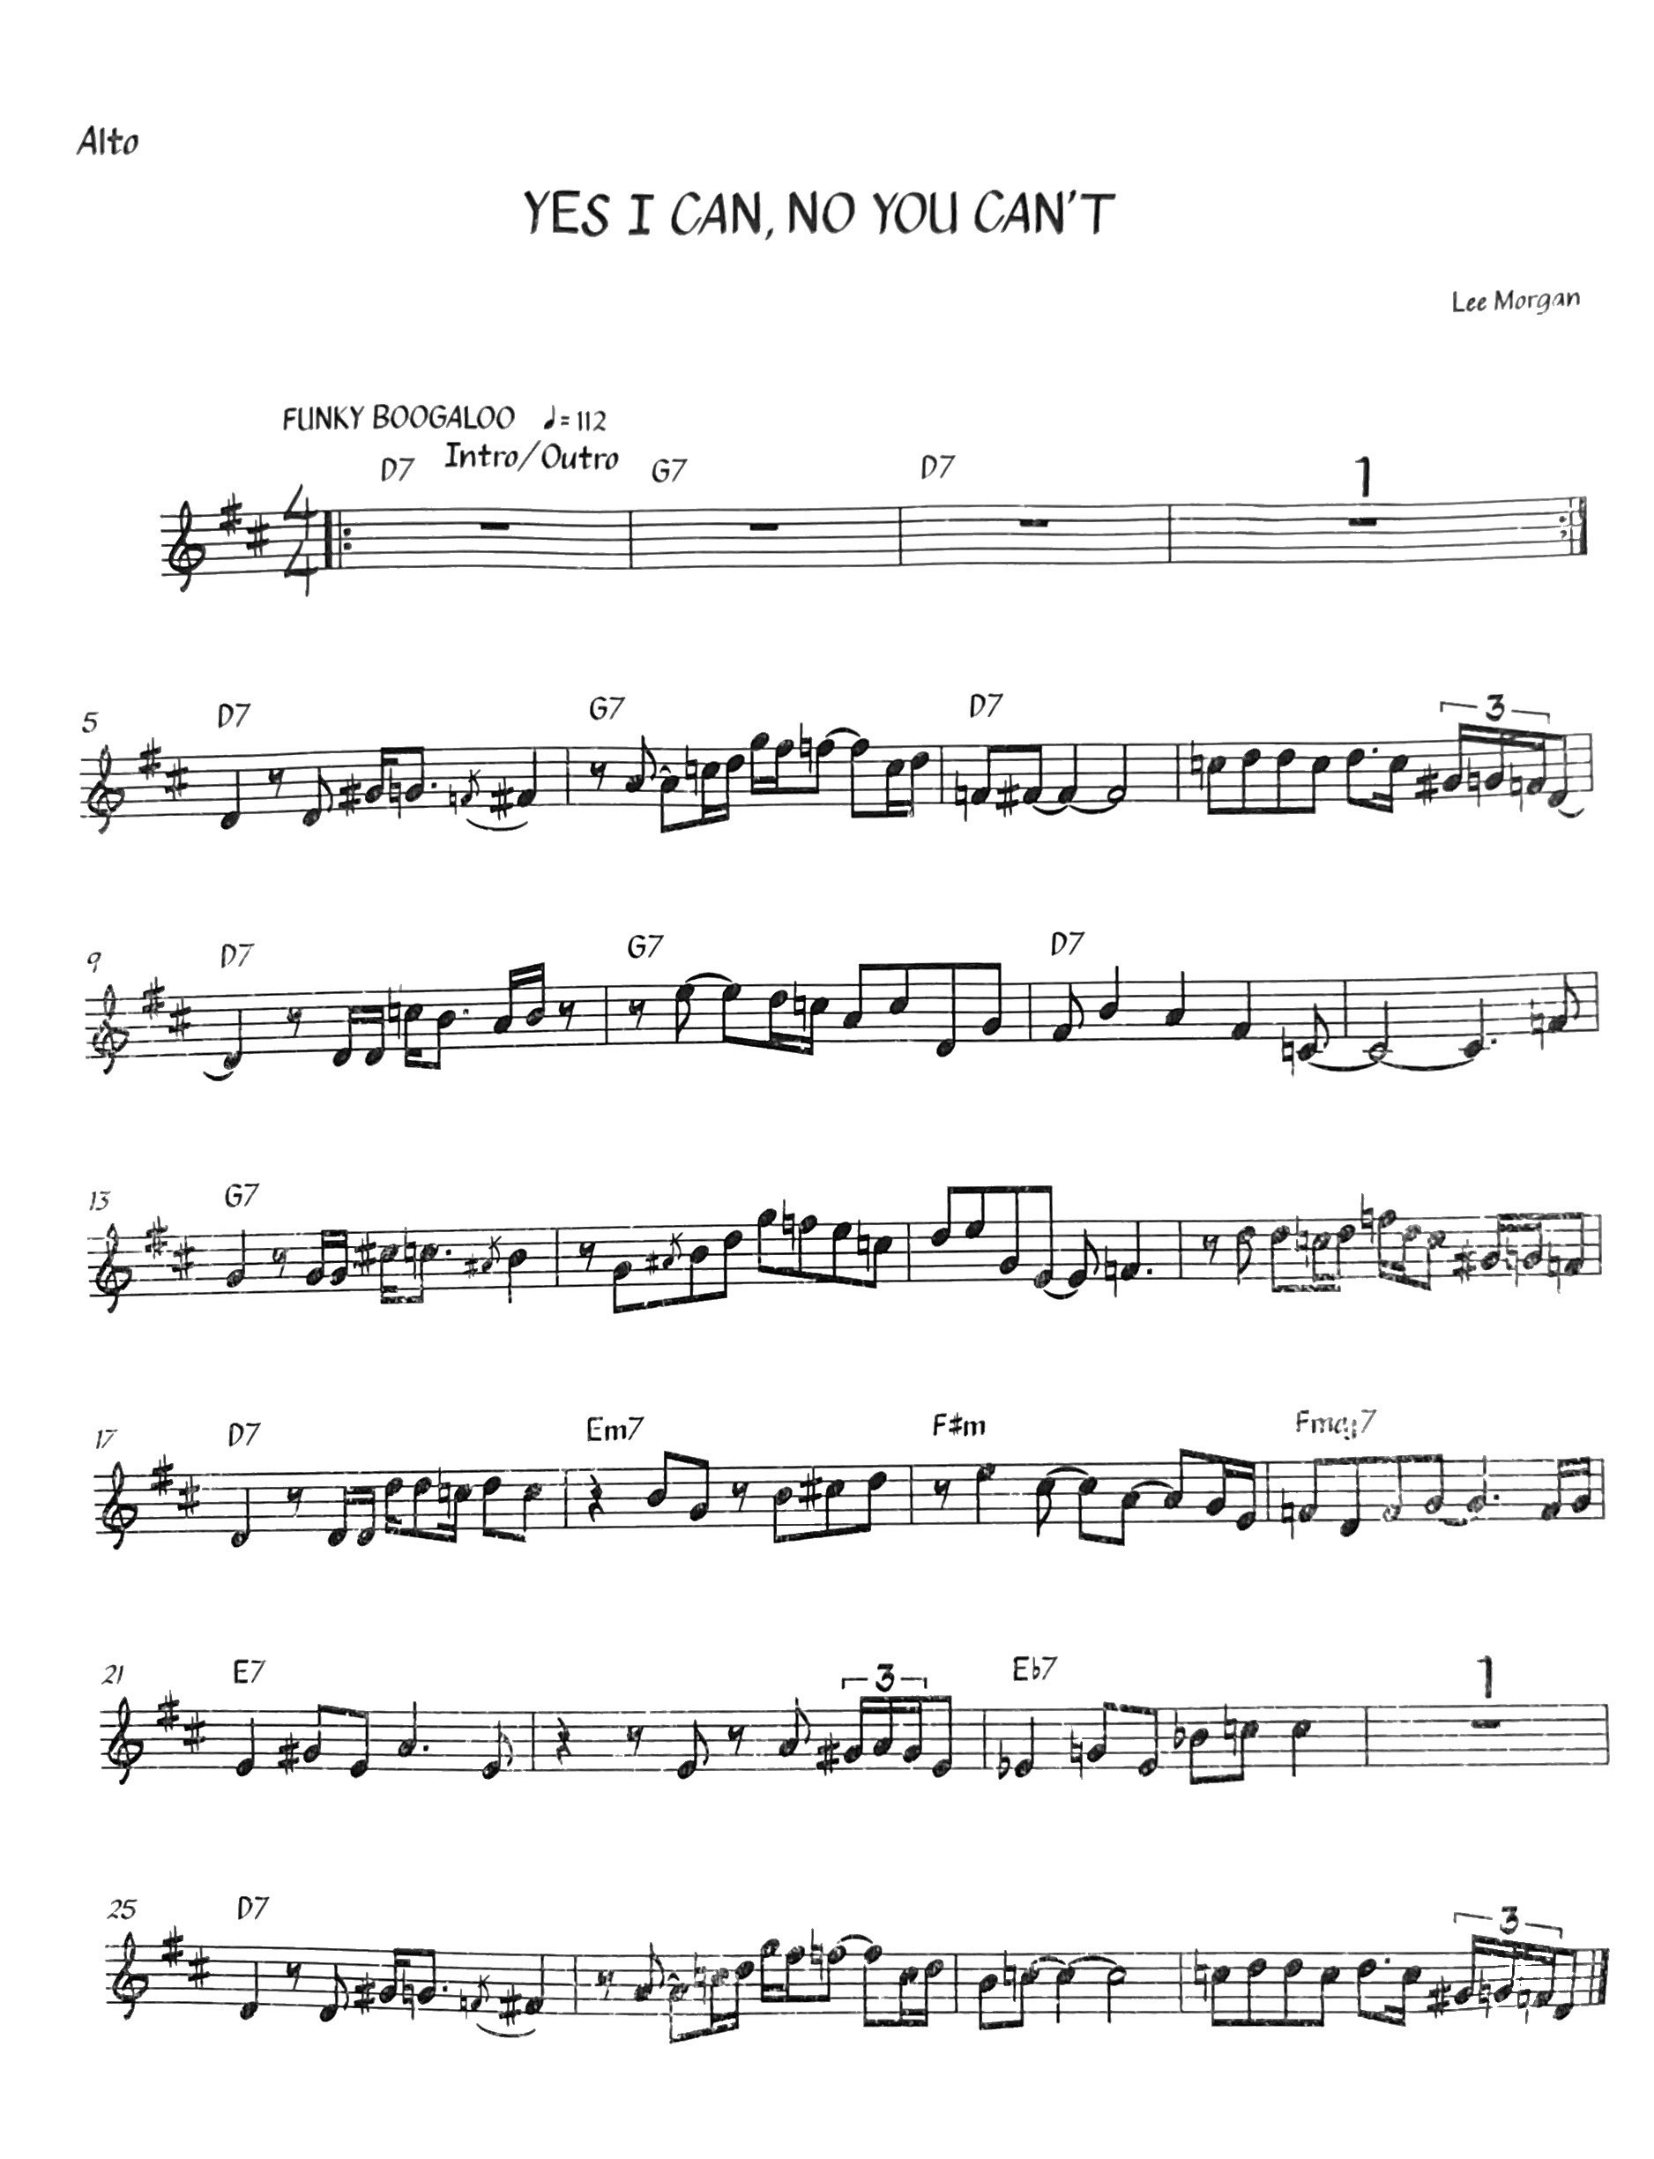 Alto
YES I CAN, NO YOU CAN'T
Lee Morgan
FUNKY BOOGALOO ♩= 112
Intro/Outro
D7 G7 D7 1
4
4
5 D7 G7 D7 3
9 D7 G7 D7
13 G7
17 D7 Em7 F#m Fmaj7
21 E7 3 Eb7 1
25 D7 3